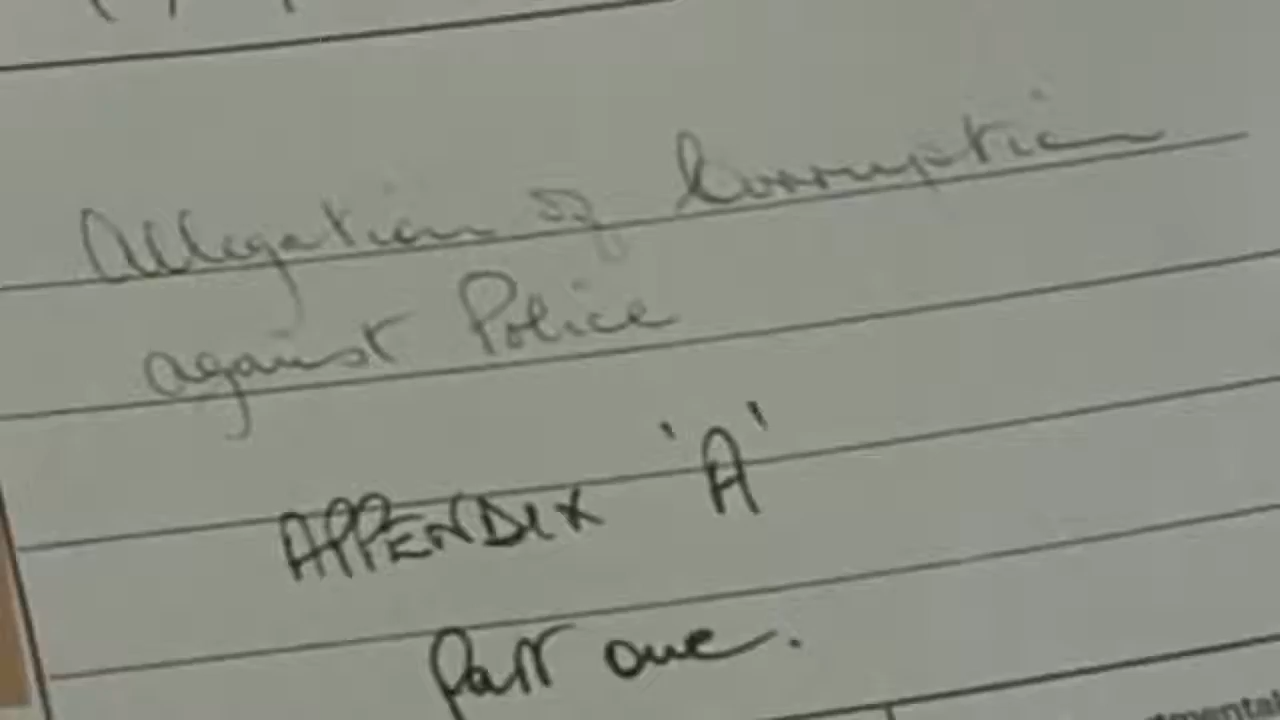 Allegation of Corruption
against Police
APPENDIX 'A'
Part one.